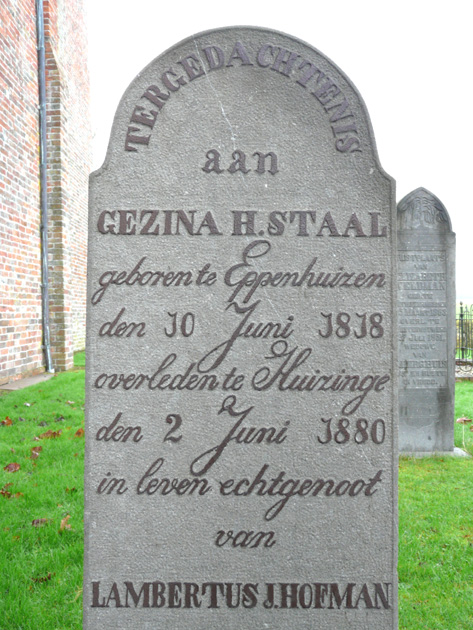 TERGEDACHTENIS
aan
GEZINA H. STAAL
geboren te Eppenhuizen
den 10 Juni 1818
overleden te Huizinge
den 2 Juni 1880
in leven echtgenoot
van
LAMBERTUS J. HOFMAN